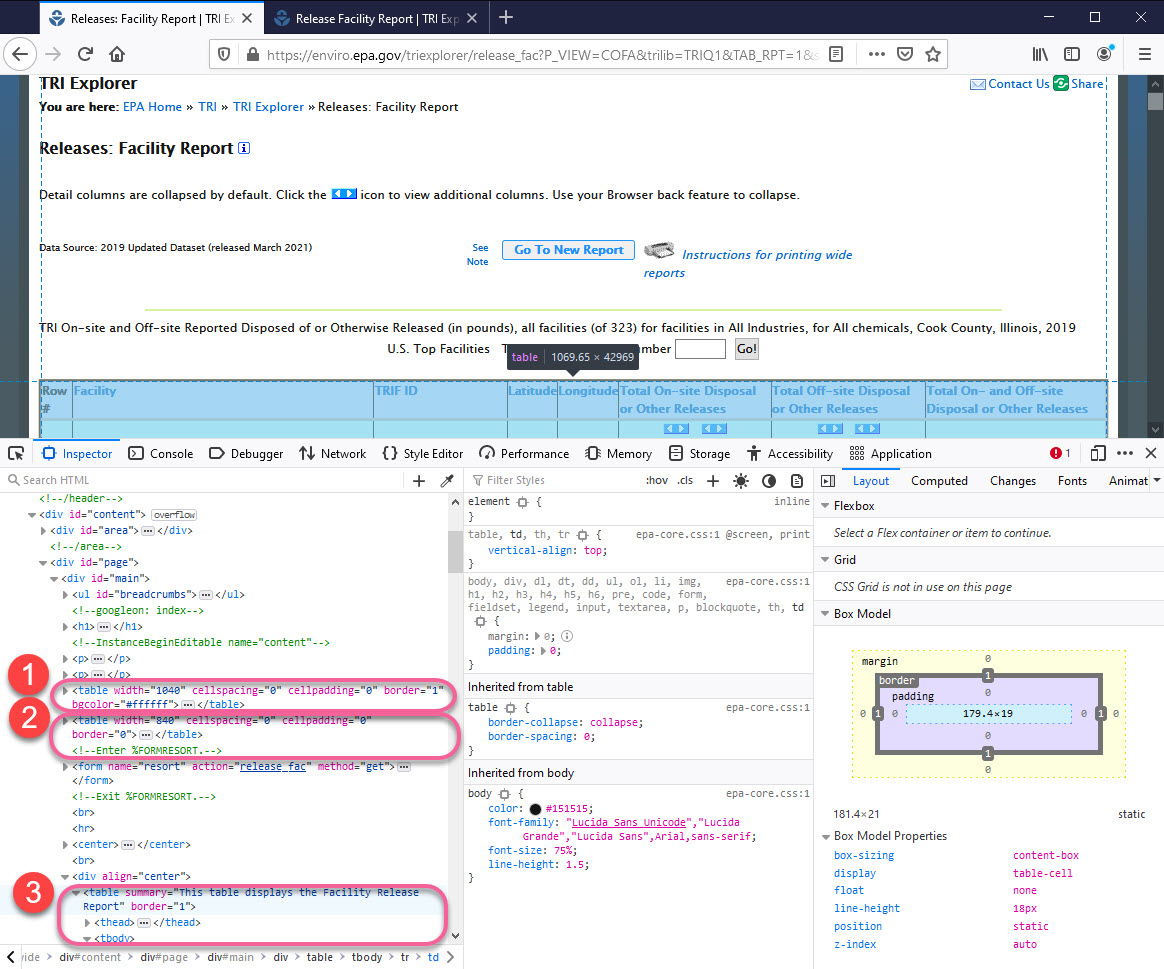 Releases: Facility Report | TRI Ex
Release Facility Report | TRI Exp
https://enviro.epa.gov/triexplorer/release_fac?P_VIEW=COFA&trilib=TRIQ1&TAB_RPT=1&s
TRI Explorer
Contact Us Share
You are here: EPA Home » TRI » TRI Explorer » Releases: Facility Report
Releases: Facility Report
Detail columns are collapsed by default. Click the icon to view additional columns. Use your Browser back feature to collapse.
Data Source: 2019 Updated Dataset (released March 2021)
See
Note
Go To New Report
Instructions for printing wide
reports
TRI On-site and Off-site Reported Disposed of or Otherwise Released (in pounds), all facilities (of 323) for facilities in All Industries, for All chemicals, Cook County, Illinois, 2019
U.S. Top Facilities
mber
Go!
table 1069.65 × 42969
Row
#
Facility
TRIF ID
Latitude
Longitude
Total On-site Disposal
or Other Releases
Total Off-site Disposal
or Other Releases
Total On- and Off-site
Disposal or Other Releases
Inspector Console Debugger Network Style Editor Performance Memory Storage Accessibility Application 1
Search HTML
<!--/header-->
<div id="content"> overflow
<div id="area"> </div>
<!--/area-->
<div id="page">
<div id="main">
<ul id="breadcrumbs"> </ul>
<!--googleon: index-->
<h1> </h1>
<!--InstanceBeginEditable name="content"-->
<p> </p>
<p> </p>
1
<table width="1040" cellspacing="0" cellpadding="0" border="1"
bgcolor="#ffffff"> </table>
2
<table width="840" cellspacing="0" cellpadding="0"
border="0"> </table>
<!--Enter %FORMRESORT.-->
<form name="resort" action="release_fac" method="get">
</form>
<!--Exit %FORMRESORT.-->
<br>
<hr>
<center> </center>
<br>
<div align="center">
3
<table summary="This table displays the Facility Release
Report" border="1">
<thead> </thead>
<tbody>
vide > div#content > div#page > div#main > div > table > tbody > tr > td
Filter Styles
:hov .cls
element { inline
}
table, td, th, tr { epa-core.css:1 @screen, print
vertical-align: top;
}
body, div, dl, dt, dd, ul, ol, li, img, epa-core.css:1
h1, h2, h3, h4, h5, h6, pre, code, form,
fieldset, legend, input, textarea, p, blockquote, th, td
{
margin: 0;
padding: 0;
}
Inherited from table
table { epa-core.css:1
border-collapse: collapse;
border-spacing: 0;
}
Inherited from body
body { epa-core.css:1
color: #151515;
font-family: "Lucida Sans Unicode","Lucida
Grande","Lucida Sans",Arial,sans-serif;
font-size: 75%;
line-height: 1.5;
}
Layout Computed Changes Fonts Animat
Flexbox
Select a Flex container or item to continue.
Grid
CSS Grid is not in use on this page
Box Model
margin 0
border 1
padding 0
0 1 0 179.4×19 0 1 0
0
1
0
181.4×21 static
Box Model Properties
box-sizing content-box
display table-cell
float none
line-height 18px
position static
z-index auto